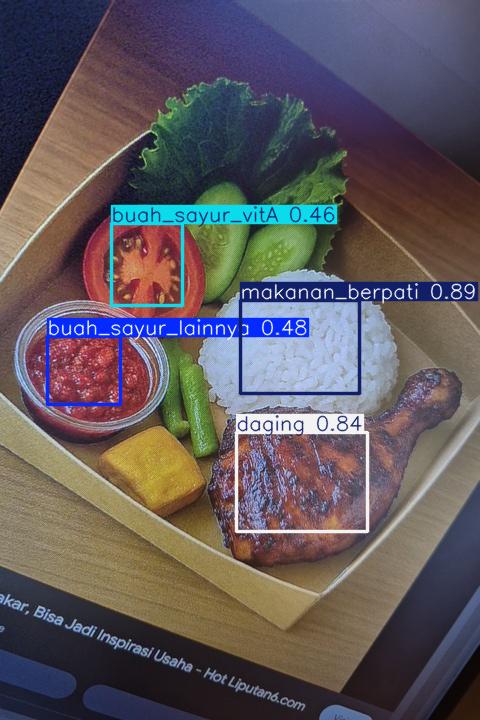 buah_sayur_vitA 0.46
makanan_berpati 0.89
buah_sayur_lainnya 0.48
daging 0.84
akar, Bisa Jadi Inspirasi Usaha - Hot Liputan6.com